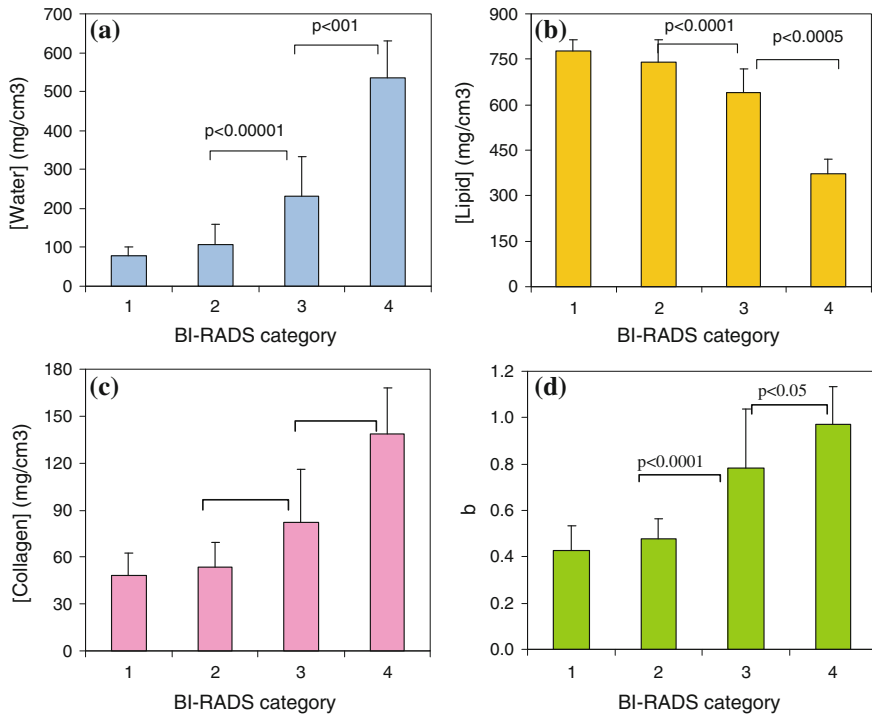 (a)
p<001
p<0.00001
[Water] (mg/cm3)
700
600
500
400
300
200
100
0
1 2 3 4
BI-RADS category
(b)
p<0.0001
p<0.0005
[Lipid] (mg/cm3)
900
750
600
450
300
150
0
1 2 3 4
BI-RADS category
(c)
[Collagen] (mg/cm3)
180
150
120
90
60
30
0
1 2 3 4
BI-RADS category
(d)
p<0.05
p<0.0001
b
1.2
1.0
0.8
0.6
0.4
0.2
0.0
1 2 3 4
BI-RADS category